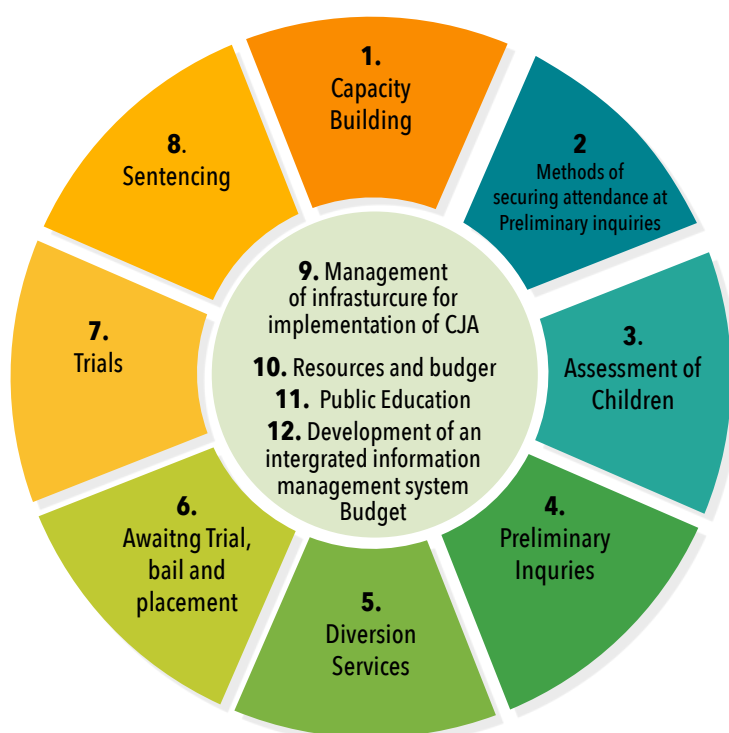 1.
Capacity
Building
2
Methods of
securing attendance at
Preliminary inquiries
3.
Assessment of
Children
4.
Preliminary
Inquries
5.
Diversion
Services
6.
Awaitng Trial,
bail and
placement
7.
Trials
8.
Sentencing
9. Management
of infrasturcure for
implementation of CJA
10. Resources and budger
11. Public Education
12. Development of an
intergrated information
management system
Budget